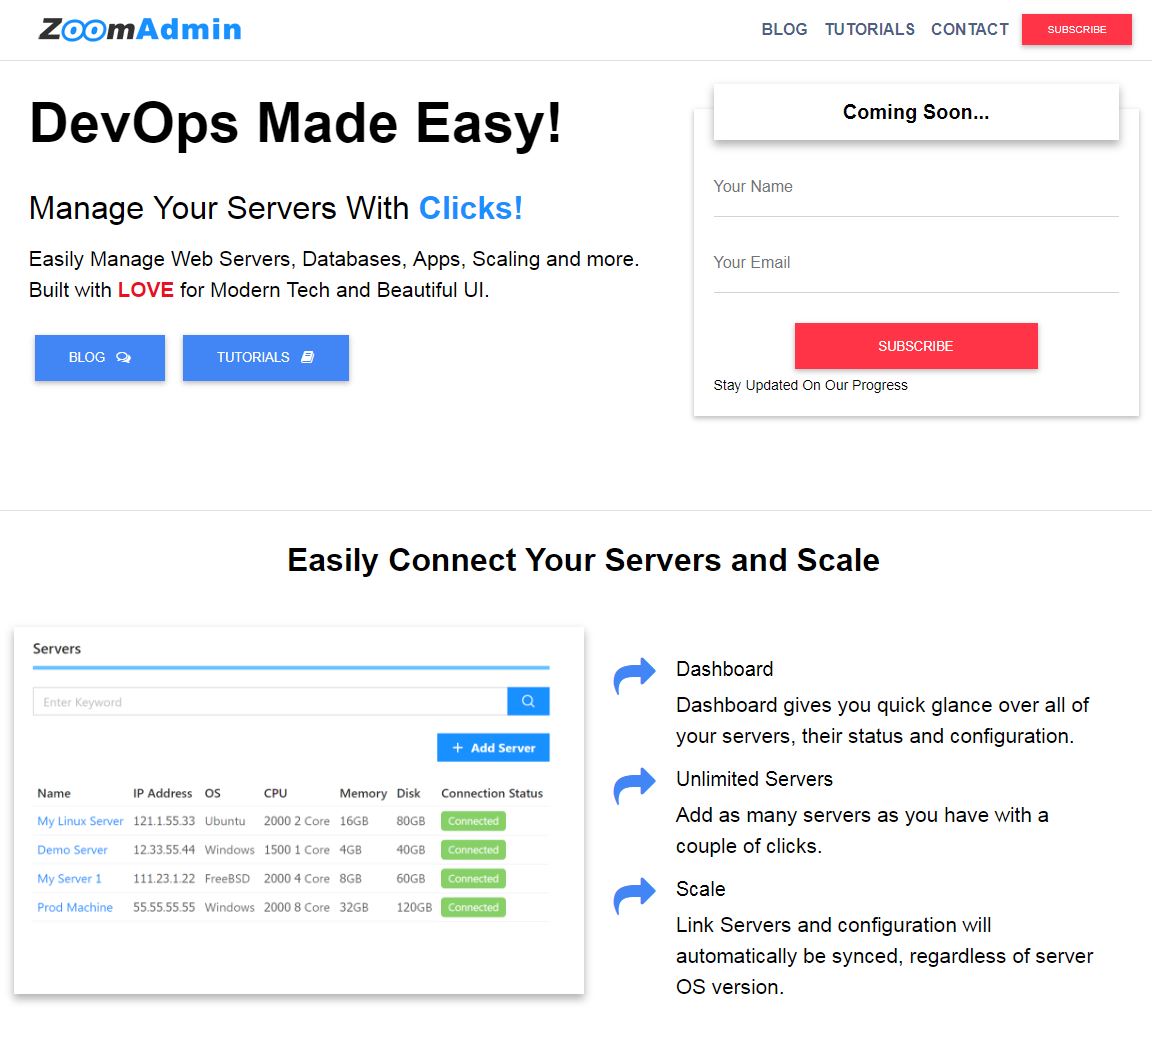 ZoomAdmin
BLOG TUTORIALS CONTACT SUBSCRIBE
DevOps Made Easy!
Manage Your Servers With Clicks!
Easily Manage Web Servers, Databases, Apps, Scaling and more.
Built with LOVE for Modern Tech and Beautiful UI.
BLOG TUTORIALS
Coming Soon...
Your Name
Your Email
SUBSCRIBE
Stay Updated On Our Progress
Easily Connect Your Servers and Scale
Servers
Enter Keyword
+ Add Server
Name IP Address OS CPU Memory Disk Connection Status
My Linux Server 121.1.55.33 Ubuntu 2000 2 Core 16GB 80GB Connected
Demo Server 12.33.55.44 Windows 1500 1 Core 4GB 40GB Connected
My Server 1 111.23.1.22 FreeBSD 2000 4 Core 8GB 60GB Connected
Prod Machine 55.55.55.55 Windows 2000 8 Core 32GB 120GB Connected
Dashboard
Dashboard gives you quick glance over all of
your servers, their status and configuration.
Unlimited Servers
Add as many servers as you have with a
couple of clicks.
Scale
Link Servers and configuration will
automatically be synced, regardless of server
OS version.